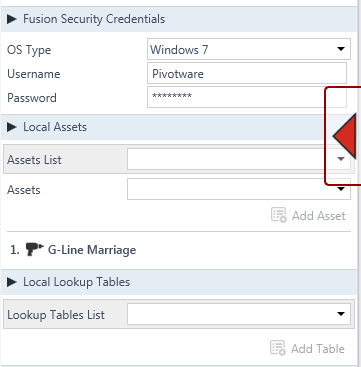 Fusion Security Credentials
OS Type Windows 7
Username Pivotware
Password ********
Local Assets
Assets List
Assets
Add Asset
1. G-Line Marriage
Local Lookup Tables
Lookup Tables List
Add Table